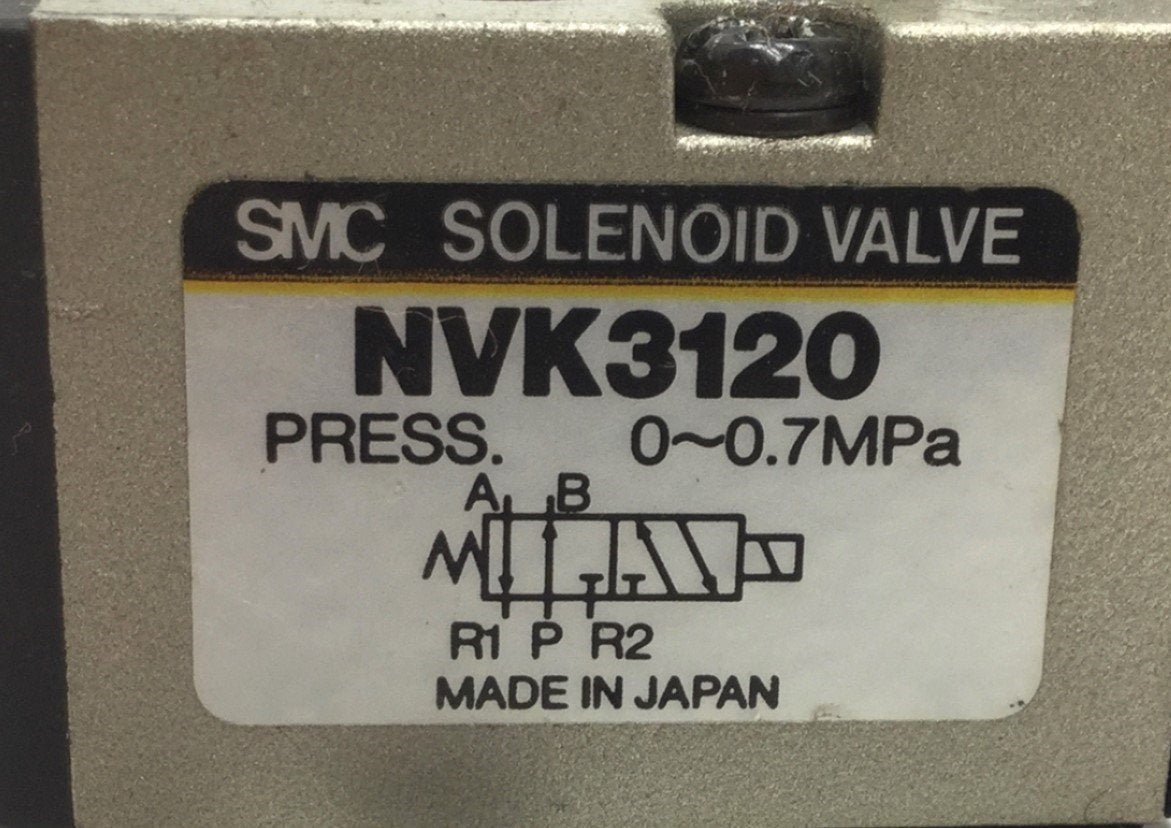 SMC SOLENOID VALVE
NVK3120
PRESS. 0~0.7MPa
A B
R1 P R2
MADE IN JAPAN